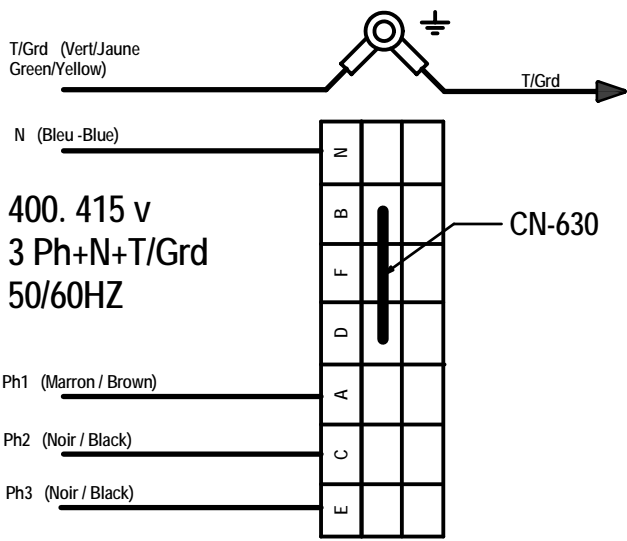 T/Grd (Vert/Jaune
Green/Yellow)
T/Grd
N (Bleu -Blue)
N
400. 415 v
3 Ph+N+T/Grd
50/60HZ
B
CN-630
F
D
Ph1 (Marron / Brown)
A
Ph2 (Noir / Black)
C
Ph3 (Noir / Black)
E